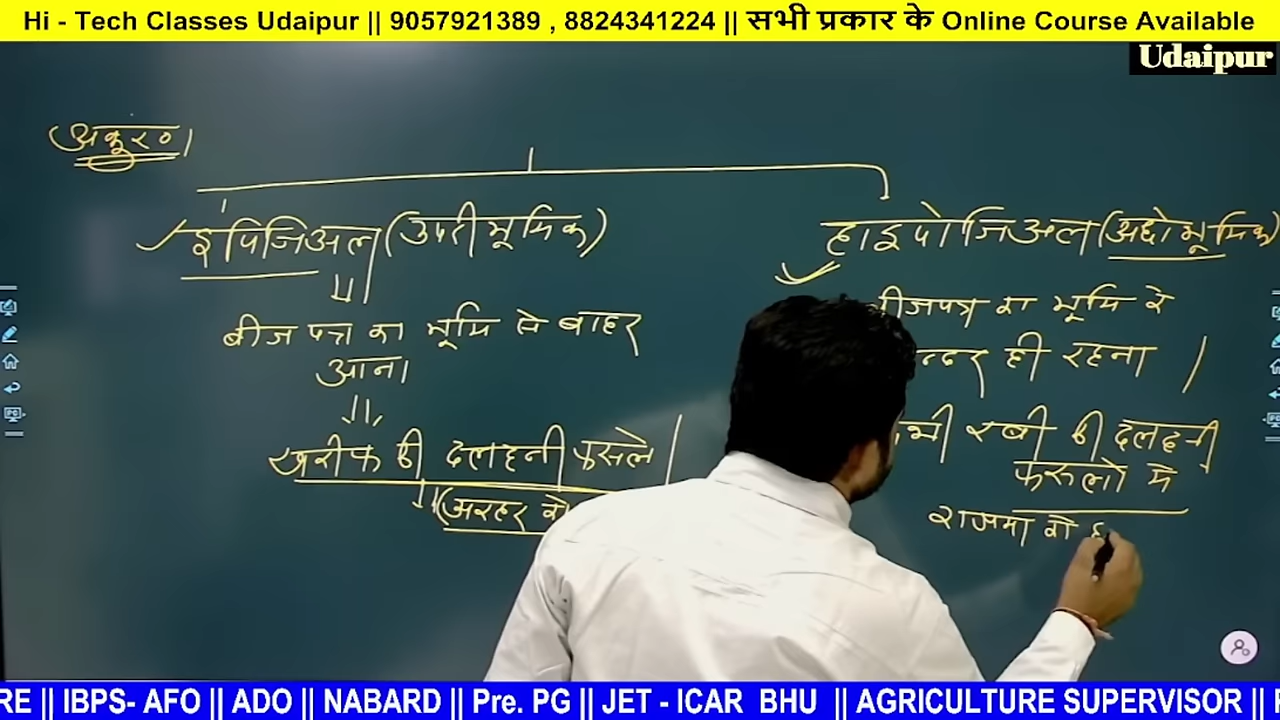 Hi - Tech Classes Udaipur || 9057921389 , 8824341224 || सभी प्रकार के Online Course Available
Udaipur
अंकुरण
इपिजिअल (उपरीभूमिक)
बीज पत्र का भूमि से बाहर
आना
खरीफ की दलहनी फसले
(अरहर को
हाइपोजिअल (अधोभूमिक)
बीजपत्र का भूमि के
अन्दर ही रहना
रबी की दलहनी
फसलो मे
राजमा को
RE || IBPS- AFO || ADO || NABARD || Pre. PG || JET - ICAR BHU || AGRICULTURE SUPERVISOR ||